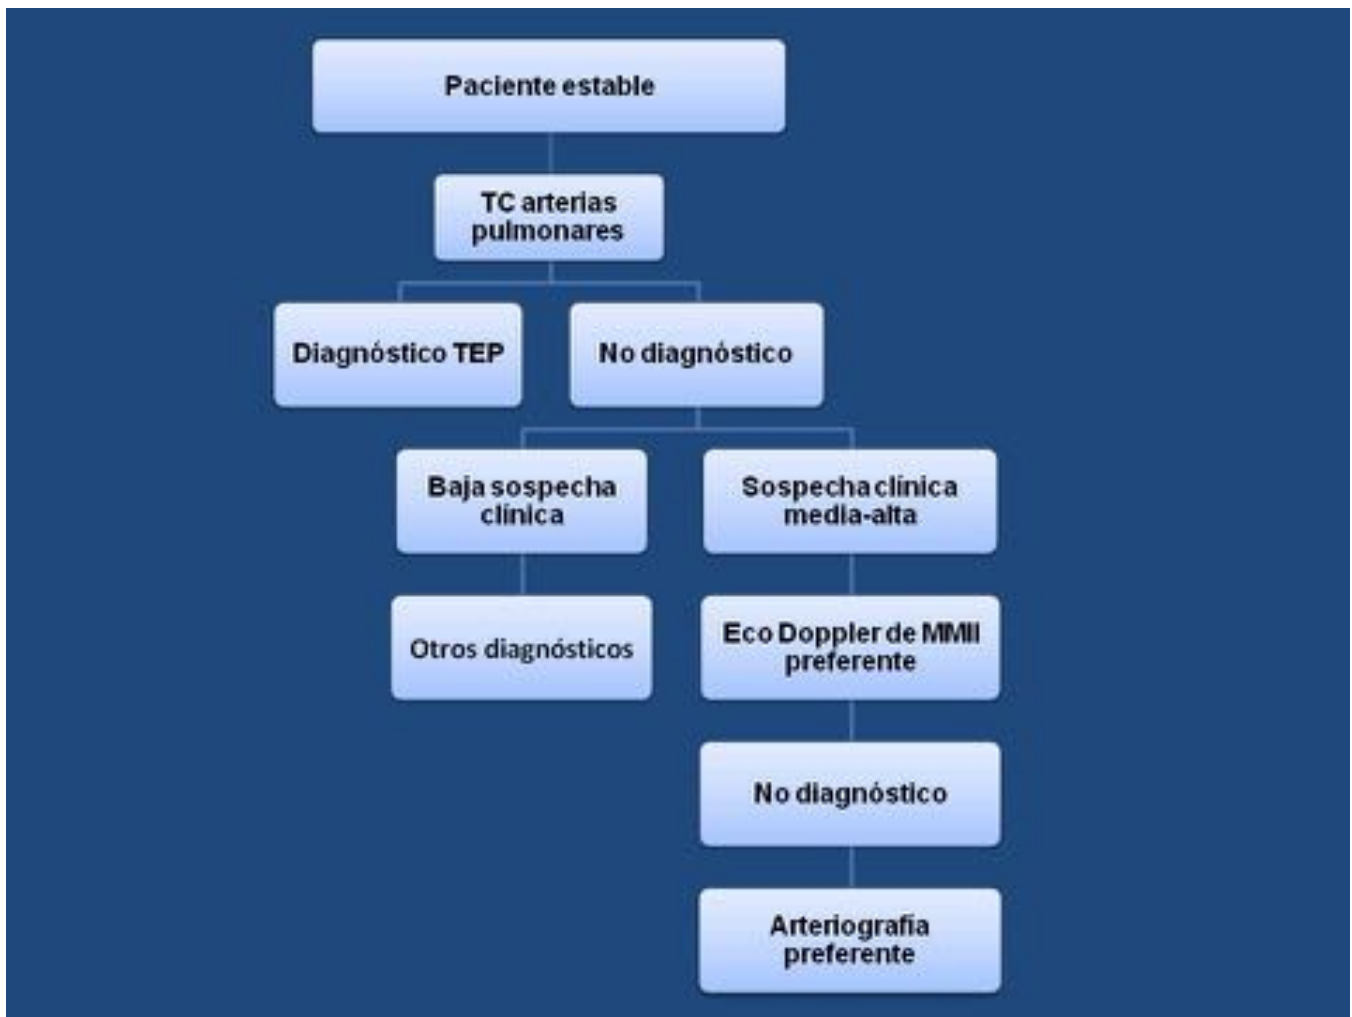 Paciente estable
TC arterias
pulmonares
Diagnóstico TEP
No diagnóstico
Baja sospecha
clínica
Sospecha clínica
media-alta
Otros diagnósticos
Eco Doppler de MMII
preferente
No diagnóstico
Arteriografía
preferente